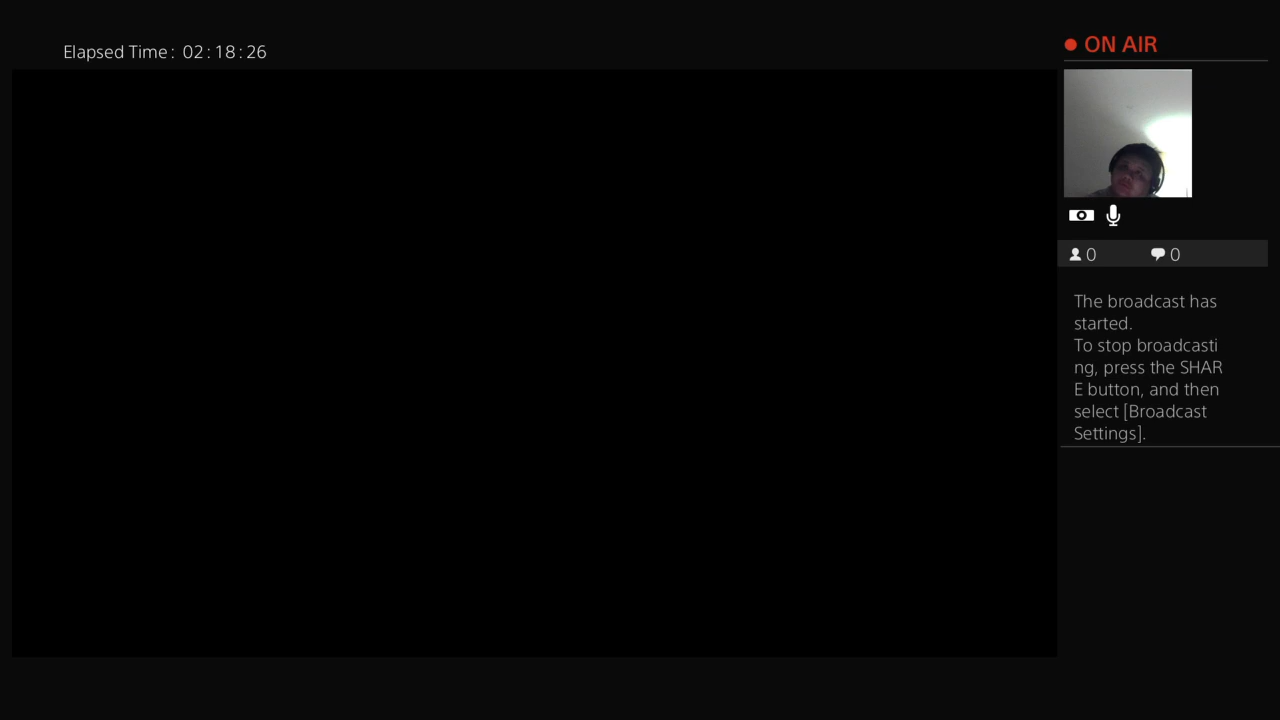 Elapsed Time: 02:18:26
ON AIR
0 0
The broadcast has
started.
To stop broadcasti
ng, press the SHAR
E button, and then
select [Broadcast
Settings].